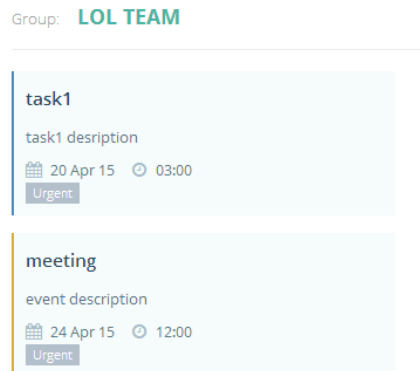 Group: LOL TEAM
task1
task1 desription
20 Apr 15 03:00
Urgent
meeting
event description
24 Apr 15 12:00
Urgent